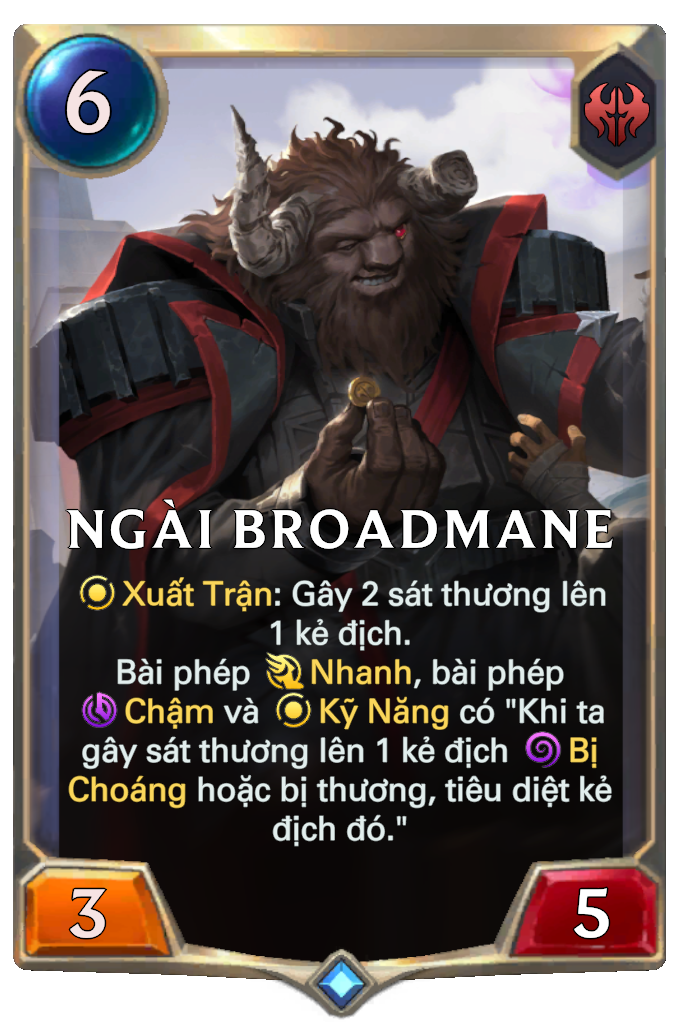 6
NGÀI BROADMANE
Xuất Trận: Gây 2 sát thương lên
1 kẻ địch.
Bài phép Nhanh, bài phép
Chậm và Kỹ Năng có "Khi ta
gây sát thương lên 1 kẻ địch Bị
Choáng hoặc bị thương, tiêu diệt kẻ
địch đó."
3
5